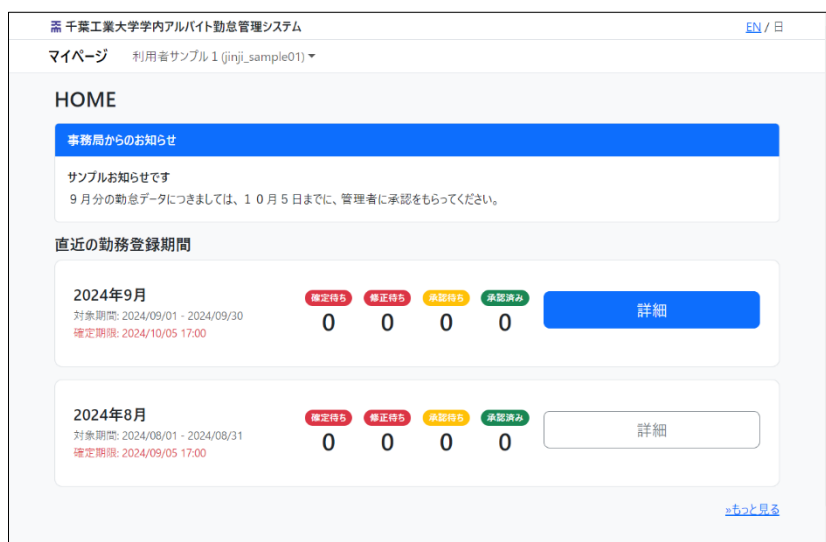 千葉工業大学学内アルバイト勤怠管理システム
EN / 日
マイページ 利用者サンプル1 (jinji_sample01)
HOME
事務局からのお知らせ
サンプルお知らせです
9月分の勤怠データにつきましては、10月5日までに、管理者に承認をもらってください。
直近の勤務登録期間
2024年9月
対象期間: 2024/09/01 - 2024/09/30
確定期限: 2024/10/05 17:00
確定待ち 修正待ち 承認待ち 承認済み
0 0 0 0
詳細
2024年8月
対象期間: 2024/08/01 - 2024/08/31
確定期限: 2024/09/05 17:00
確定待ち 修正待ち 承認待ち 承認済み
0 0 0 0
詳細
»もっと見る